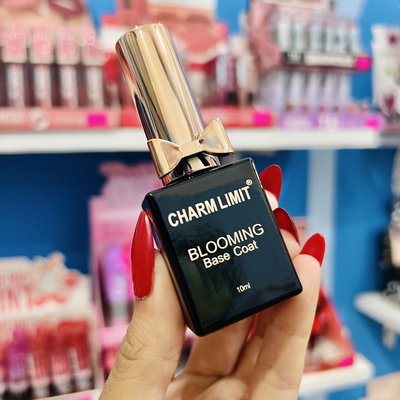 CHARM LIMIT®
BLOOMING
Base Coat
10ml